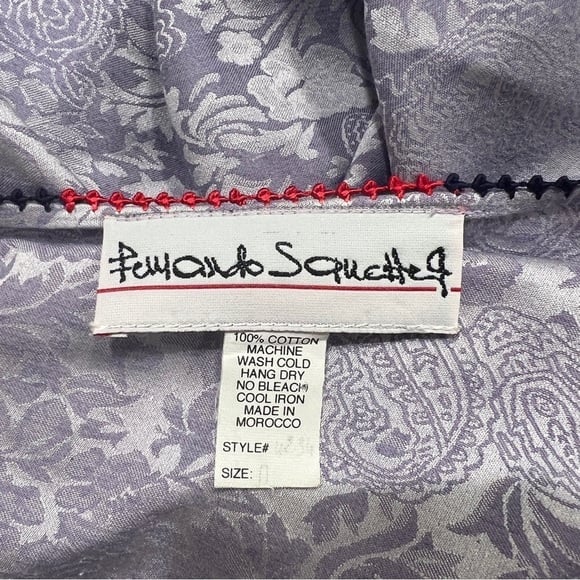 Fernando Sanchez
100% COTTON
MACHINE
WASH COLD
HANG DRY
NO BLEACH
COOL IRON
MADE IN
MOROCCO
STYLE#
SIZE: